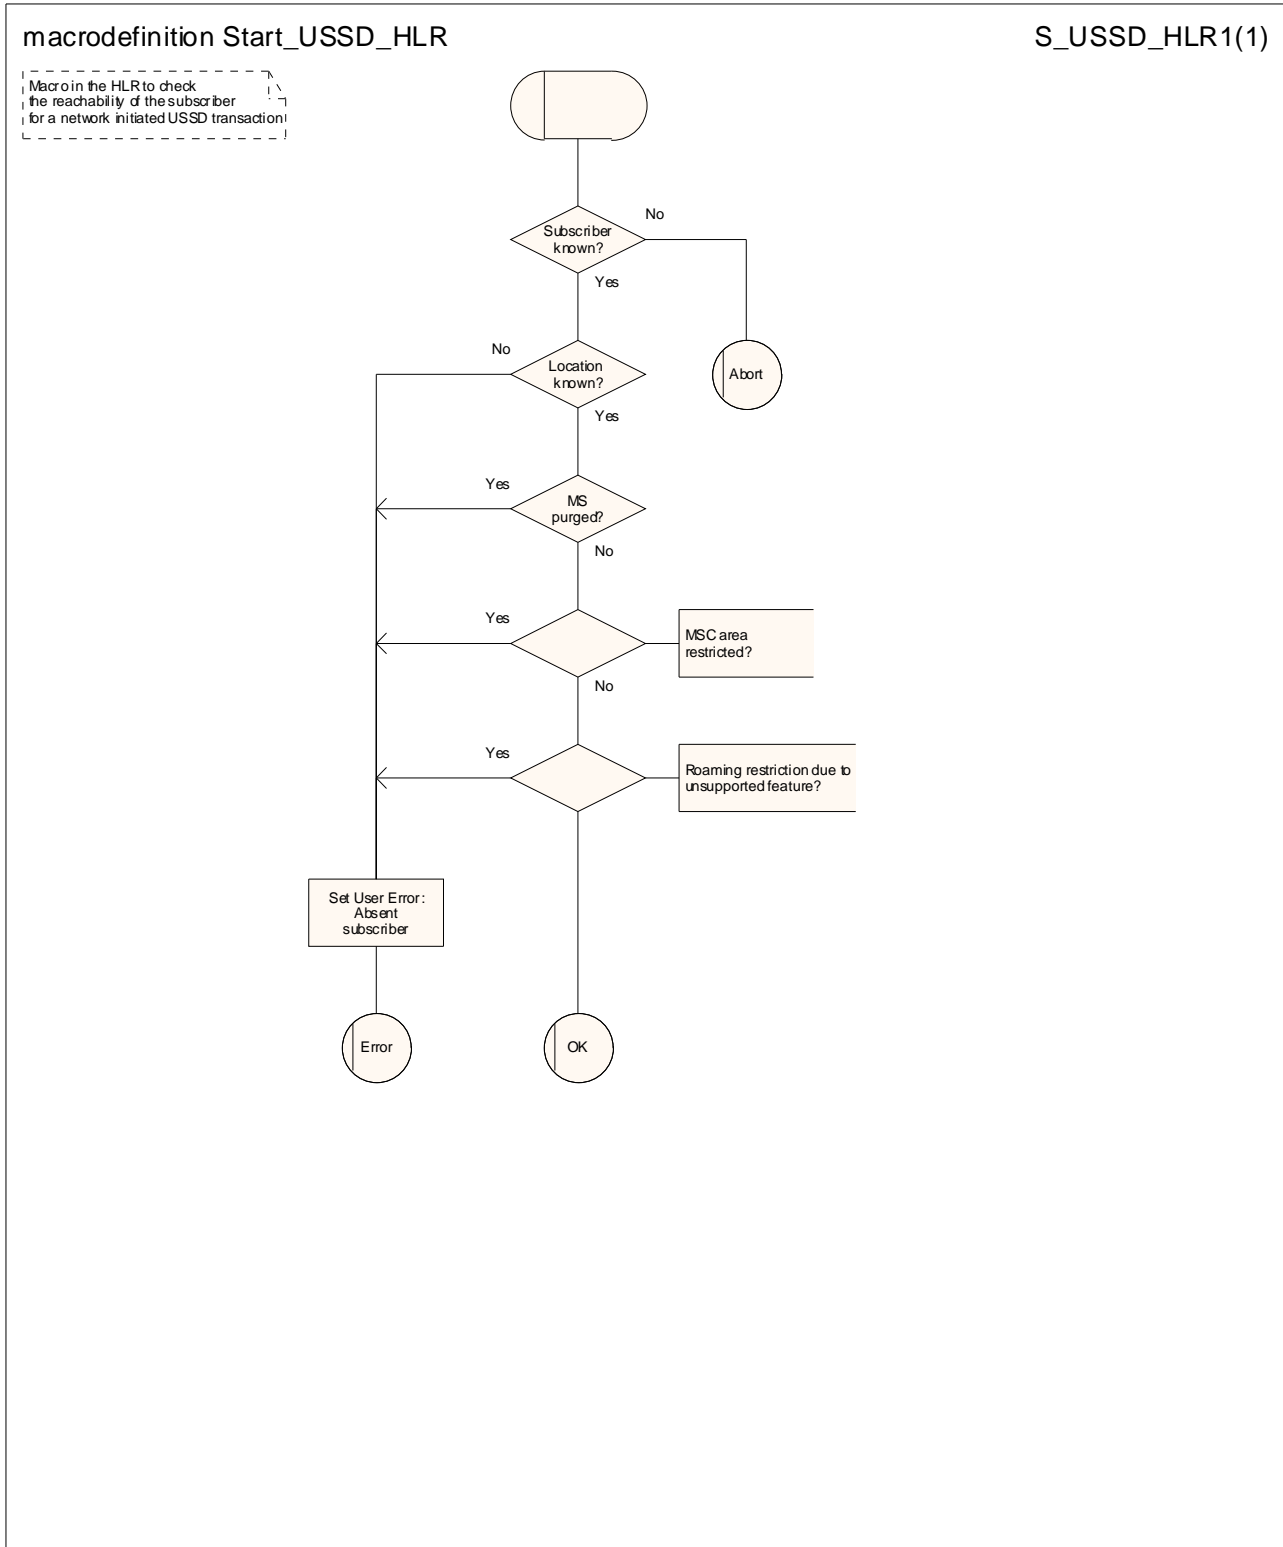 macrodefinition Start_USSD_HLR
S_USSD_HLR1(1)
Macro in the HLR to check
the reachability of the subscriber
for a network initiated USSD transaction
Subscriber
known?
No
Yes
No
Location
known?
Abort
Yes
Yes
MS
purged?
No
Yes
MSC area
restricted?
No
Yes
Roaming restriction due to
unsupported feature?
Set User Error:
Absent
subscriber
Error
OK